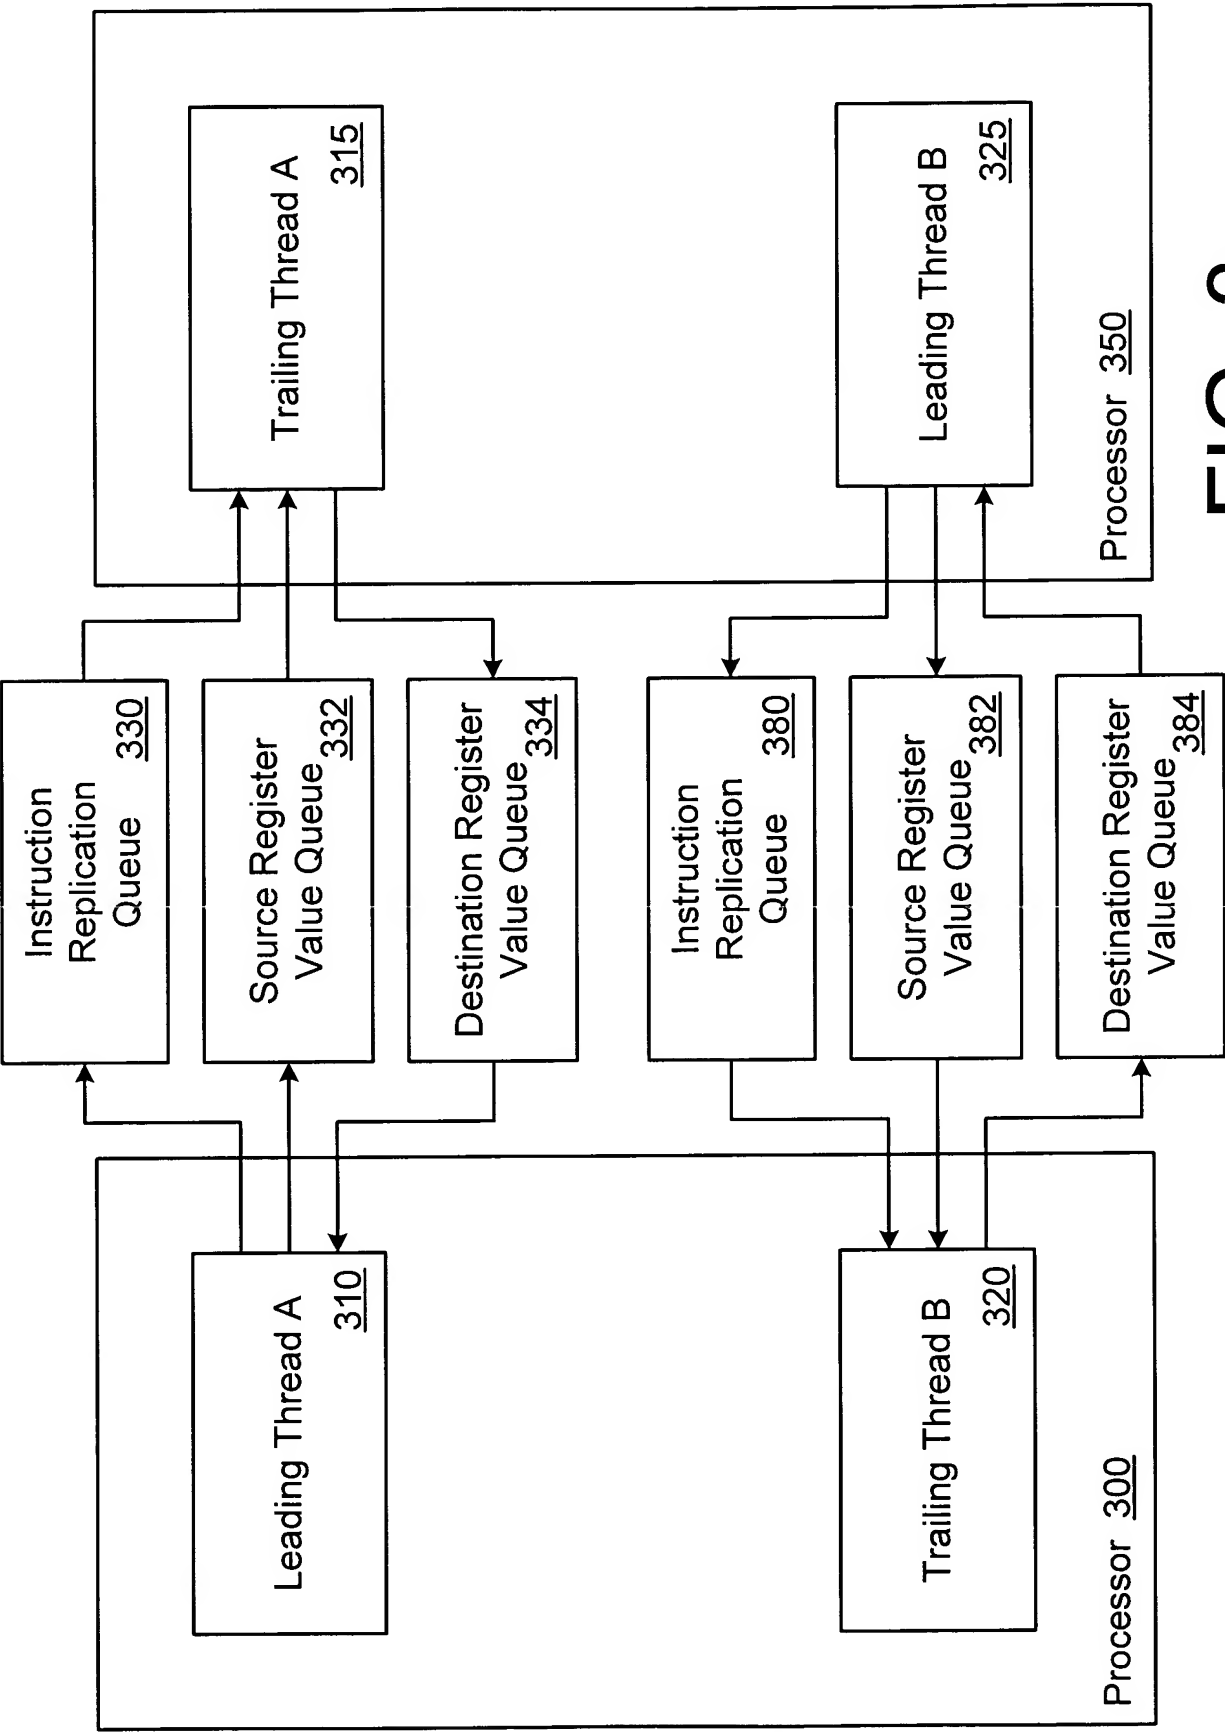 Leading Thread A
310
Instruction
Replication
Queue 330
Source Register
Value Queue 332
Destination Register
Value Queue 334
Trailing Thread A
315
Trailing Thread B
320
Instruction
Replication
Queue 380
Source Register
Value Queue 382
Destination Register
Value Queue 384
Leading Thread B
325
Processor 300
Processor 350
FIG